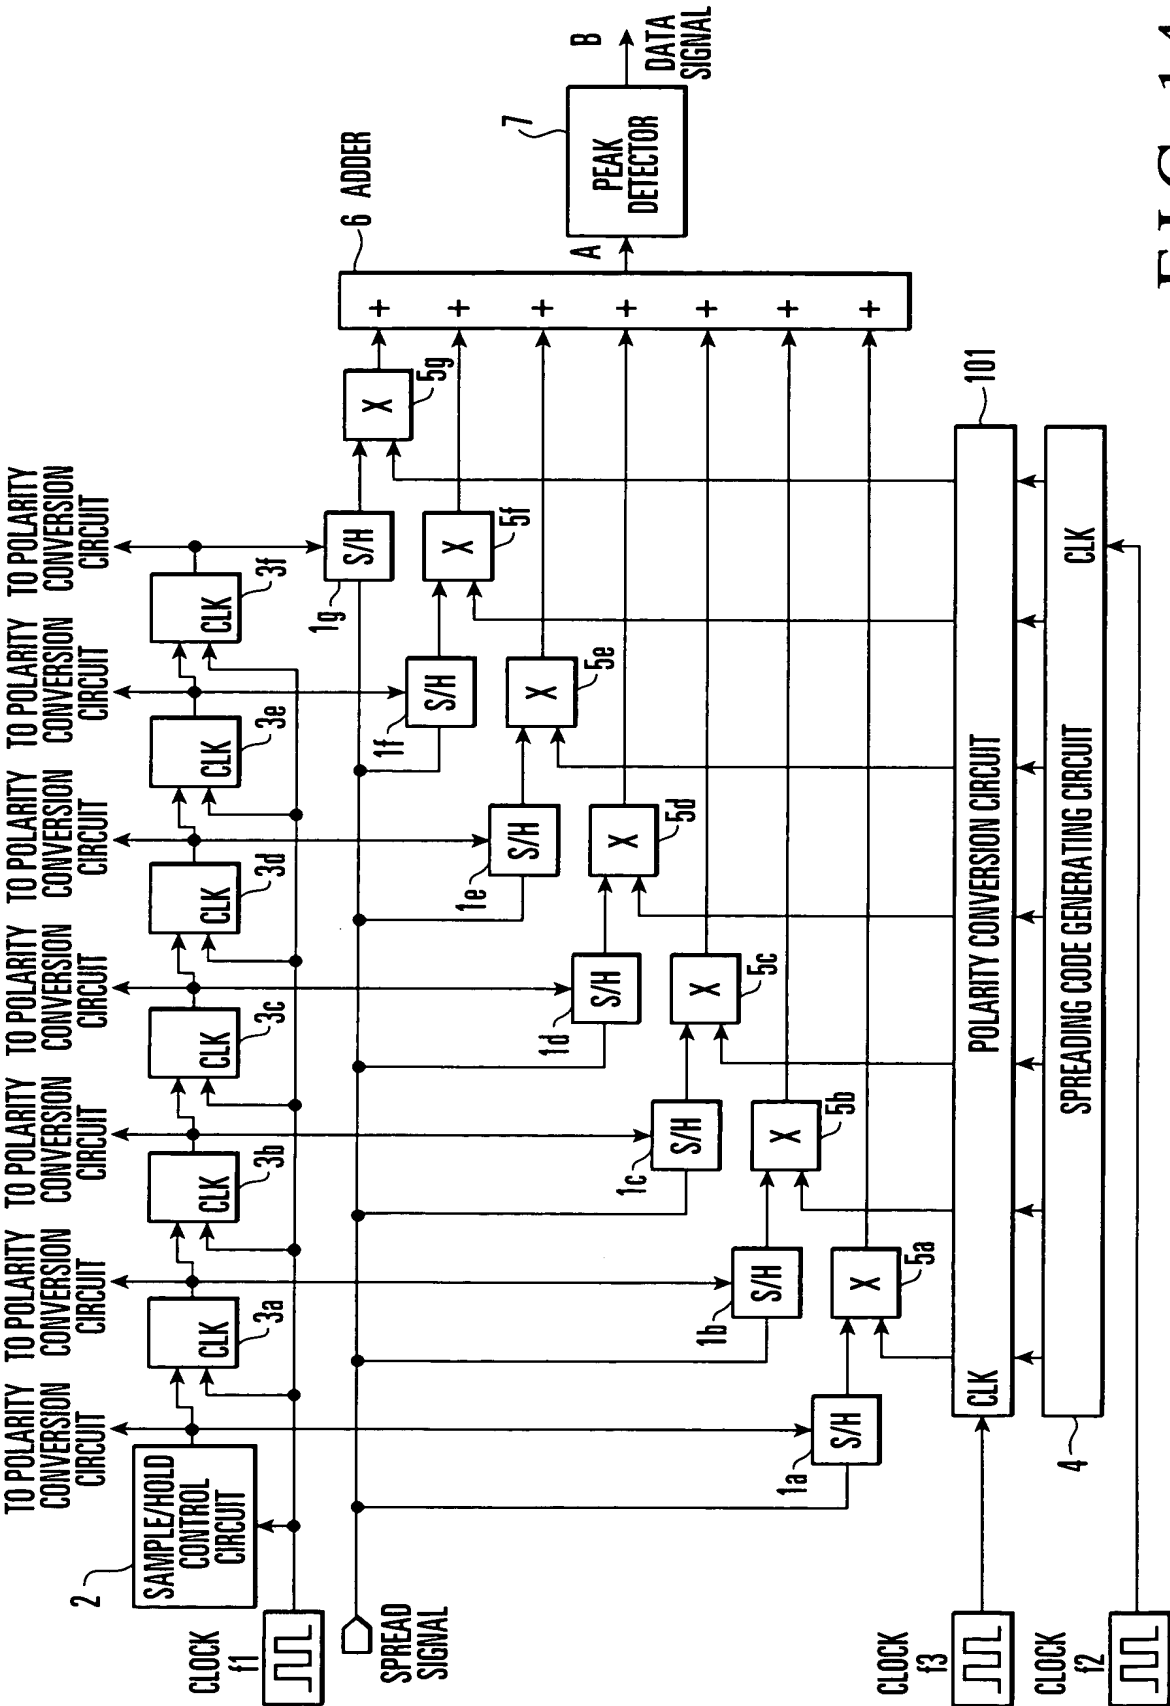 TO POLARITY
CONVERSION
CIRCUIT
TO POLARITY
CONVERSION
CIRCUIT
TO POLARITY
CONVERSION
CIRCUIT
TO POLARITY
CONVERSION
CIRCUIT
TO POLARITY
CONVERSION
CIRCUIT
TO POLARITY
CONVERSION
CIRCUIT
TO POLARITY
CONVERSION
CIRCUIT
2
SAMPLE/HOLD
CONTROL
CIRCUIT
CLK
3a
CLK
3b
CLK
3c
CLK
3d
CLK
3e
CLK
3f
CLOCK
f1
SPREAD
SIGNAL
1g
S/H
X
5g
1f
S/H
X
5f
1e
S/H
X
5e
1d
S/H
X
5d
1c
S/H
X
5c
1b
S/H
X
5b
1a
S/H
X
5a
6 ADDER
+
+
+
+
+
+
+
A
7
PEAK
DETECTOR
B
DATA
SIGNAL
CLOCK
f3
CLK
POLARITY CONVERSION CIRCUIT
101
4
SPREADING CODE GENERATING CIRCUIT
CLK
CLOCK
f2